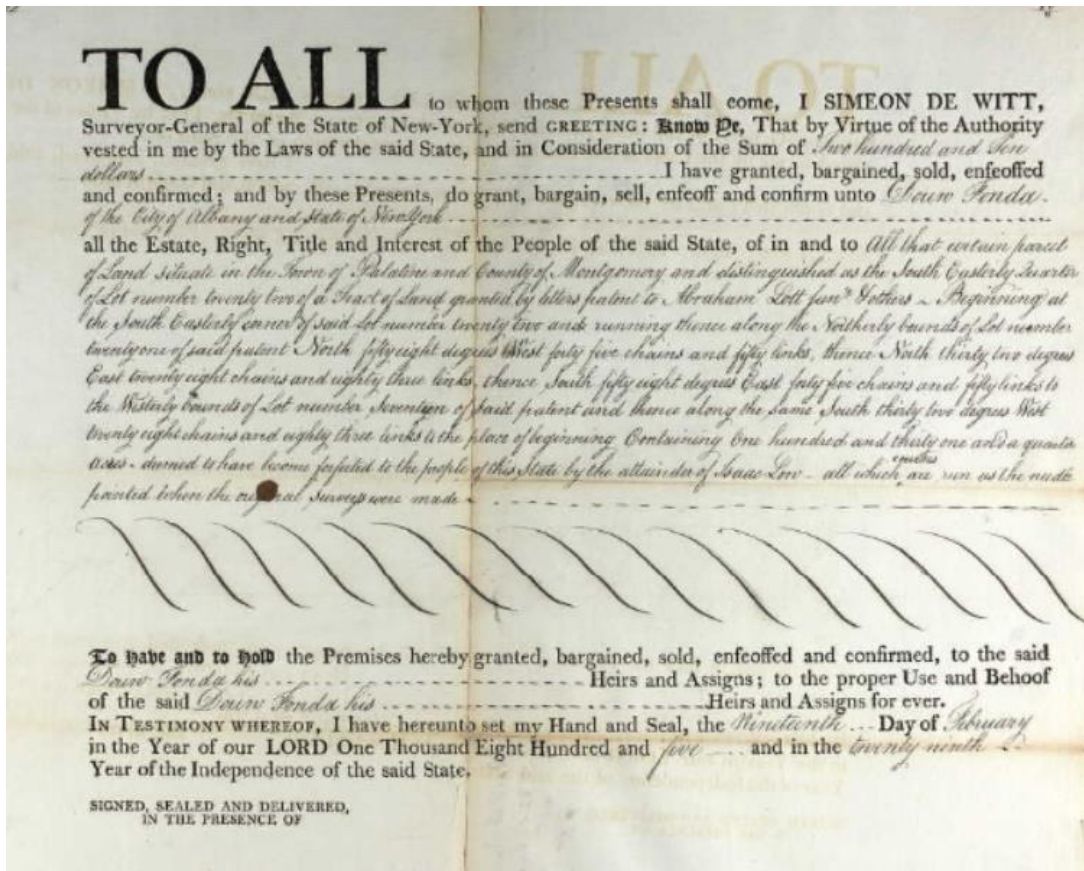 TO ALL to whom these Presents shall come, I SIMEON DE WITT,
Surveyor-General of the State of New-York, send GREETING: Know Ye, That by Virtue of the Authority
vested in me by the Laws of the said State, and in Consideration of the Sum of Two hundred and Ten
dollars I have granted, bargained, sold, enfeoffed
and confirmed; and by these Presents, do grant, bargain, sell, enfeoff and confirm unto Douw Fonda
of the City of Albany and State of New York
all the Estate, Right, Title and Interest of the People of the said State, of in and to All that certain parcel
of Land situate in the Town of Palatine and County of Montgomery and distinguished as the South Easterly Quarter
of Lot number twenty two of a Tract of Land granted by letters patent to Abraham Lott junr & others - Beginning at
the South Easterly corner of said Lot number twenty two and running thence along the Northerly bounds of Lot number
twenty one of said patent North fifty eight degrees West forty five chains and fifty links, thence North thirty two degrees
East twenty eight chains and eighty three links, thence South fifty eight degrees East forty five chains and fifty links to
the Westerly bounds of Lot number Seventeen of said patent and thence along the same South thirty two degrees West
twenty eight chains and eighty three links to the place of beginning Containing One hundred and thirty one and a quarter
acres - deemed to have become forfeited to the people of this State by the attainder of Isaac Low - all which are run as the needle
pointed when the original surveys were made -
To Have and to Hold the Premises hereby granted, bargained, sold, enfeoffed and confirmed, to the said
Douw Fonda his Heirs and Assigns; to the proper Use and Behoof
of the said Douw Fonda his Heirs and Assigns for ever.
IN TESTIMONY WHEREOF, I have hereunto set my Hand and Seal, the Nineteenth Day of February
in the Year of our LORD One Thousand Eight Hundred and five and in the twenty ninth
Year of the Independence of the said State.
SIGNED, SEALED AND DELIVERED,
IN THE PRESENCE OF